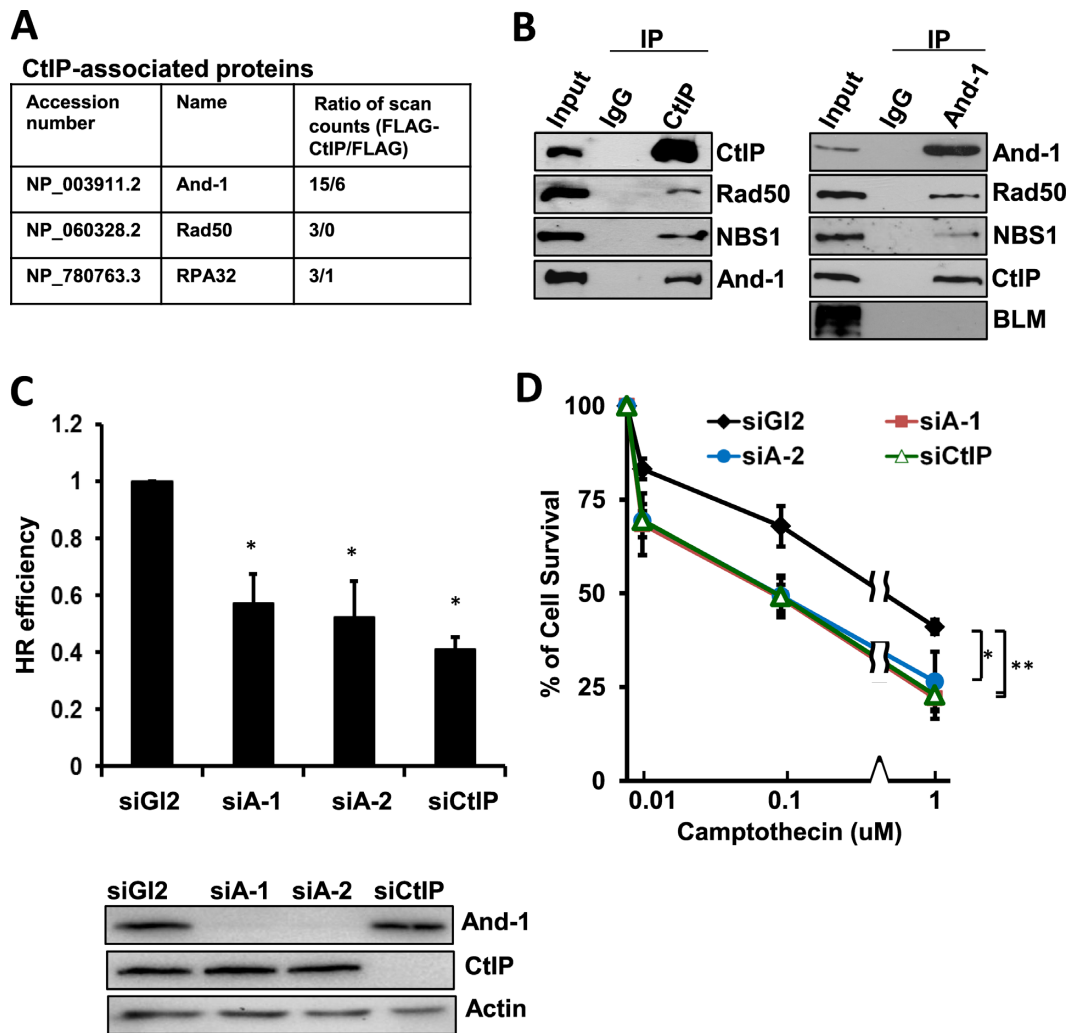 A
CtIP-associated proteins
Accession number
Name
Ratio of scan counts (FLAG-CtIP/FLAG)
NP_003911.2 And-1 15/6
NP_060328.2 Rad50 3/0
NP_780763.3 RPA32 3/1
B
IP
Input IgG CtIP
CtIP
Rad50
NBS1
And-1
IP
Input IgG And-1
And-1
Rad50
NBS1
CtIP
BLM
C
HR efficiency
1.2
1
0.8
0.6
0.4
0.2
0
* * *
siGl2 siA-1 siA-2 siCtIP
siGl2 siA-1 siA-2 siCtIP
And-1
CtIP
Actin
D
% of Cell Survival
100
75
50
25
0
siGl2 siA-1
siA-2 siCtIP
* **
0.01 0.1 1
Camptothecin (uM)